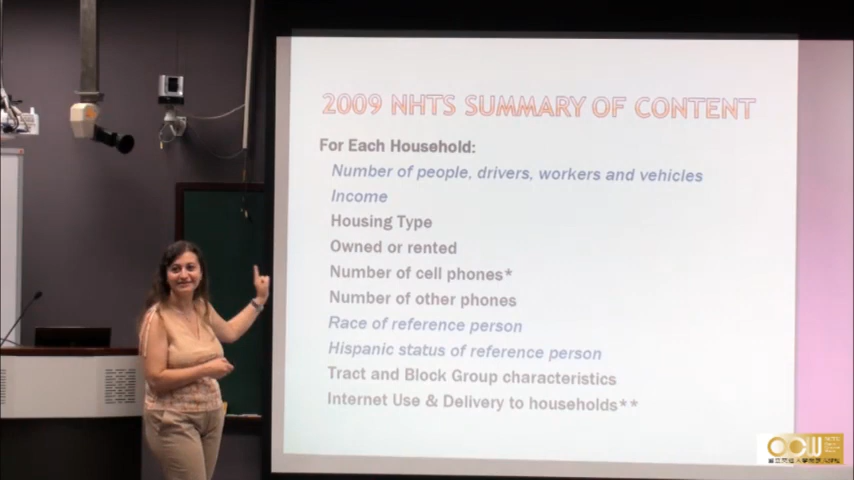 2009 NHTS SUMMARY OF CONTENT
For Each Household:
Number of people, drivers, workers and vehicles
Income
Housing Type
Owned or rented
Number of cell phones*
Number of other phones
Race of reference person
Hispanic status of reference person
Tract and Block Group characteristics
Internet Use & Delivery to households**
OCW
NCTU